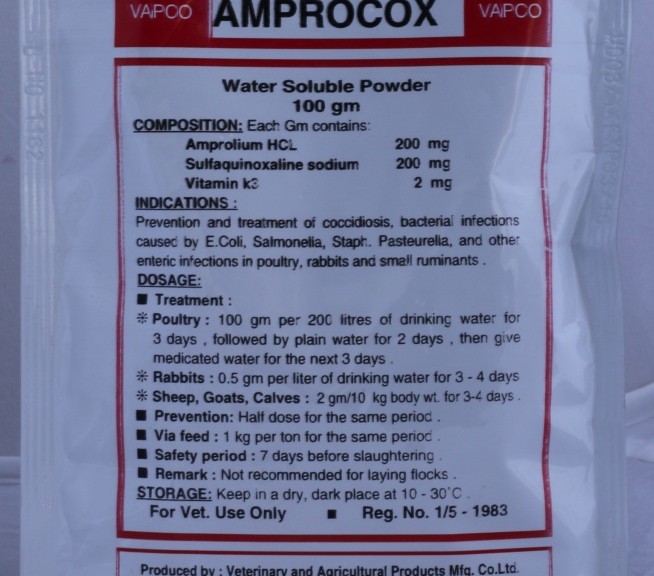 VAPCO AMPROCOX VAPCO
Water Soluble Powder
100 gm
COMPOSITION: Each Gm contains:
Amprolium HCL 200 mg
Sulfaquinoxaline sodium 200 mg
Vitamin k3 2 mg
INDICATIONS :
Prevention and treatment of coccidiosis, bacterial infections
caused by E.Coli, Salmonella, Staph. Pasteurella, and other
enteric infections in poultry, rabbits and small ruminants .
DOSAGE:
■ Treatment :
※ Poultry : 100 gm per 200 litres of drinking water for
3 days , followed by plain water for 2 days , then give
medicated water for the next 3 days .
※ Rabbits : 0.5 gm per liter of drinking water for 3 - 4 days
※ Sheep, Goats, Calves : 2 gm/10 kg body wt. for 3-4 days .
■ Prevention: Half dose for the same period .
■ Via feed : 1 kg per ton for the same period .
■ Safety period : 7 days before slaughtering .
■ Remark : Not recommended for laying flocks .
STORAGE: Keep in a dry, dark place at 10 - 30°C .
For Vet. Use Only ■ Reg. No. 1/5 - 1983
Produced by : Veterinary and Agricultural Products Mfg. Co.Ltd.